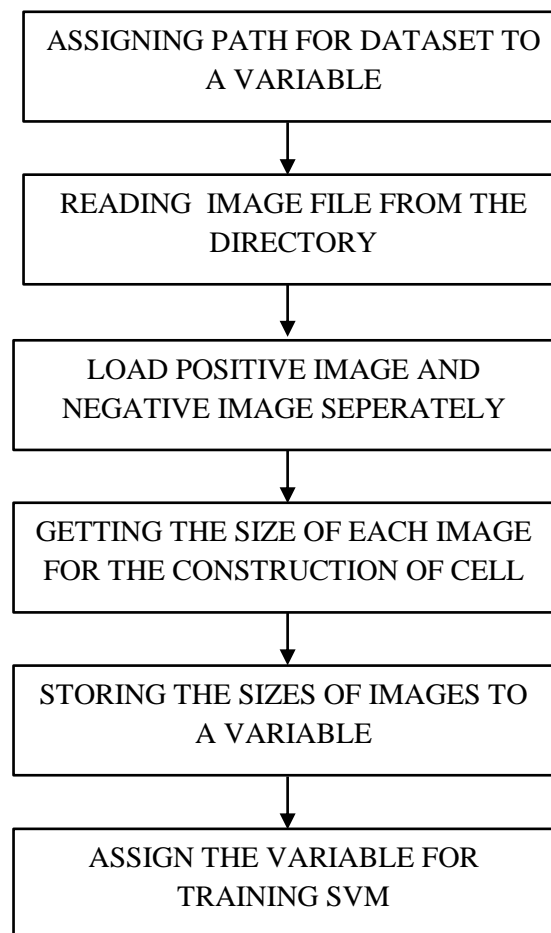 ASSIGNING PATH FOR DATASET TO
A VARIABLE
READING IMAGE FILE FROM THE
DIRECTORY
LOAD POSITIVE IMAGE AND
NEGATIVE IMAGE SEPERATELY
GETTING THE SIZE OF EACH IMAGE
FOR THE CONSTRUCTION OF CELL
STORING THE SIZES OF IMAGES TO
A VARIABLE
ASSIGN THE VARIABLE FOR
TRAINING SVM